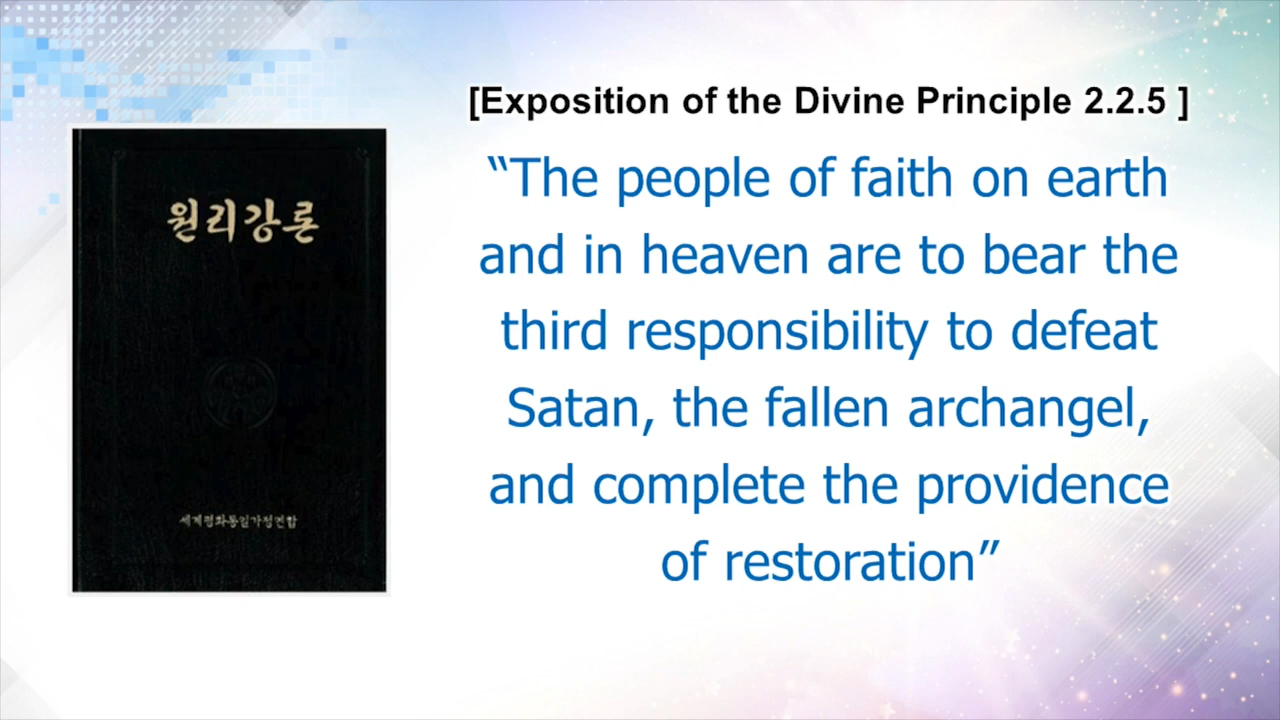 [Exposition of the Divine Principle 2.2.5 ]
“The people of faith on earth
and in heaven are to bear the
third responsibility to defeat
Satan, the fallen archangel,
and complete the providence
of restoration”
원리강론
세계평화통일가정연합